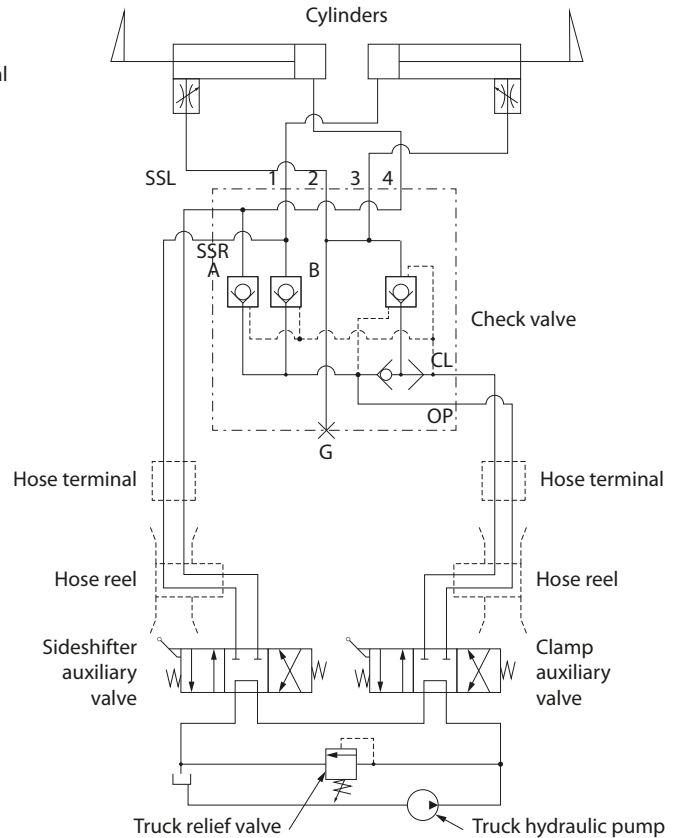 Cylinders
al
SSL
1
2
3
4
SSR
A
B
Check valve
CL
OP
G
Hose terminal
Hose terminal
Hose reel
Hose reel
Sideshifter
auxiliary
valve
Clamp
auxiliary
valve
Truck relief valve
Truck hydraulic pump